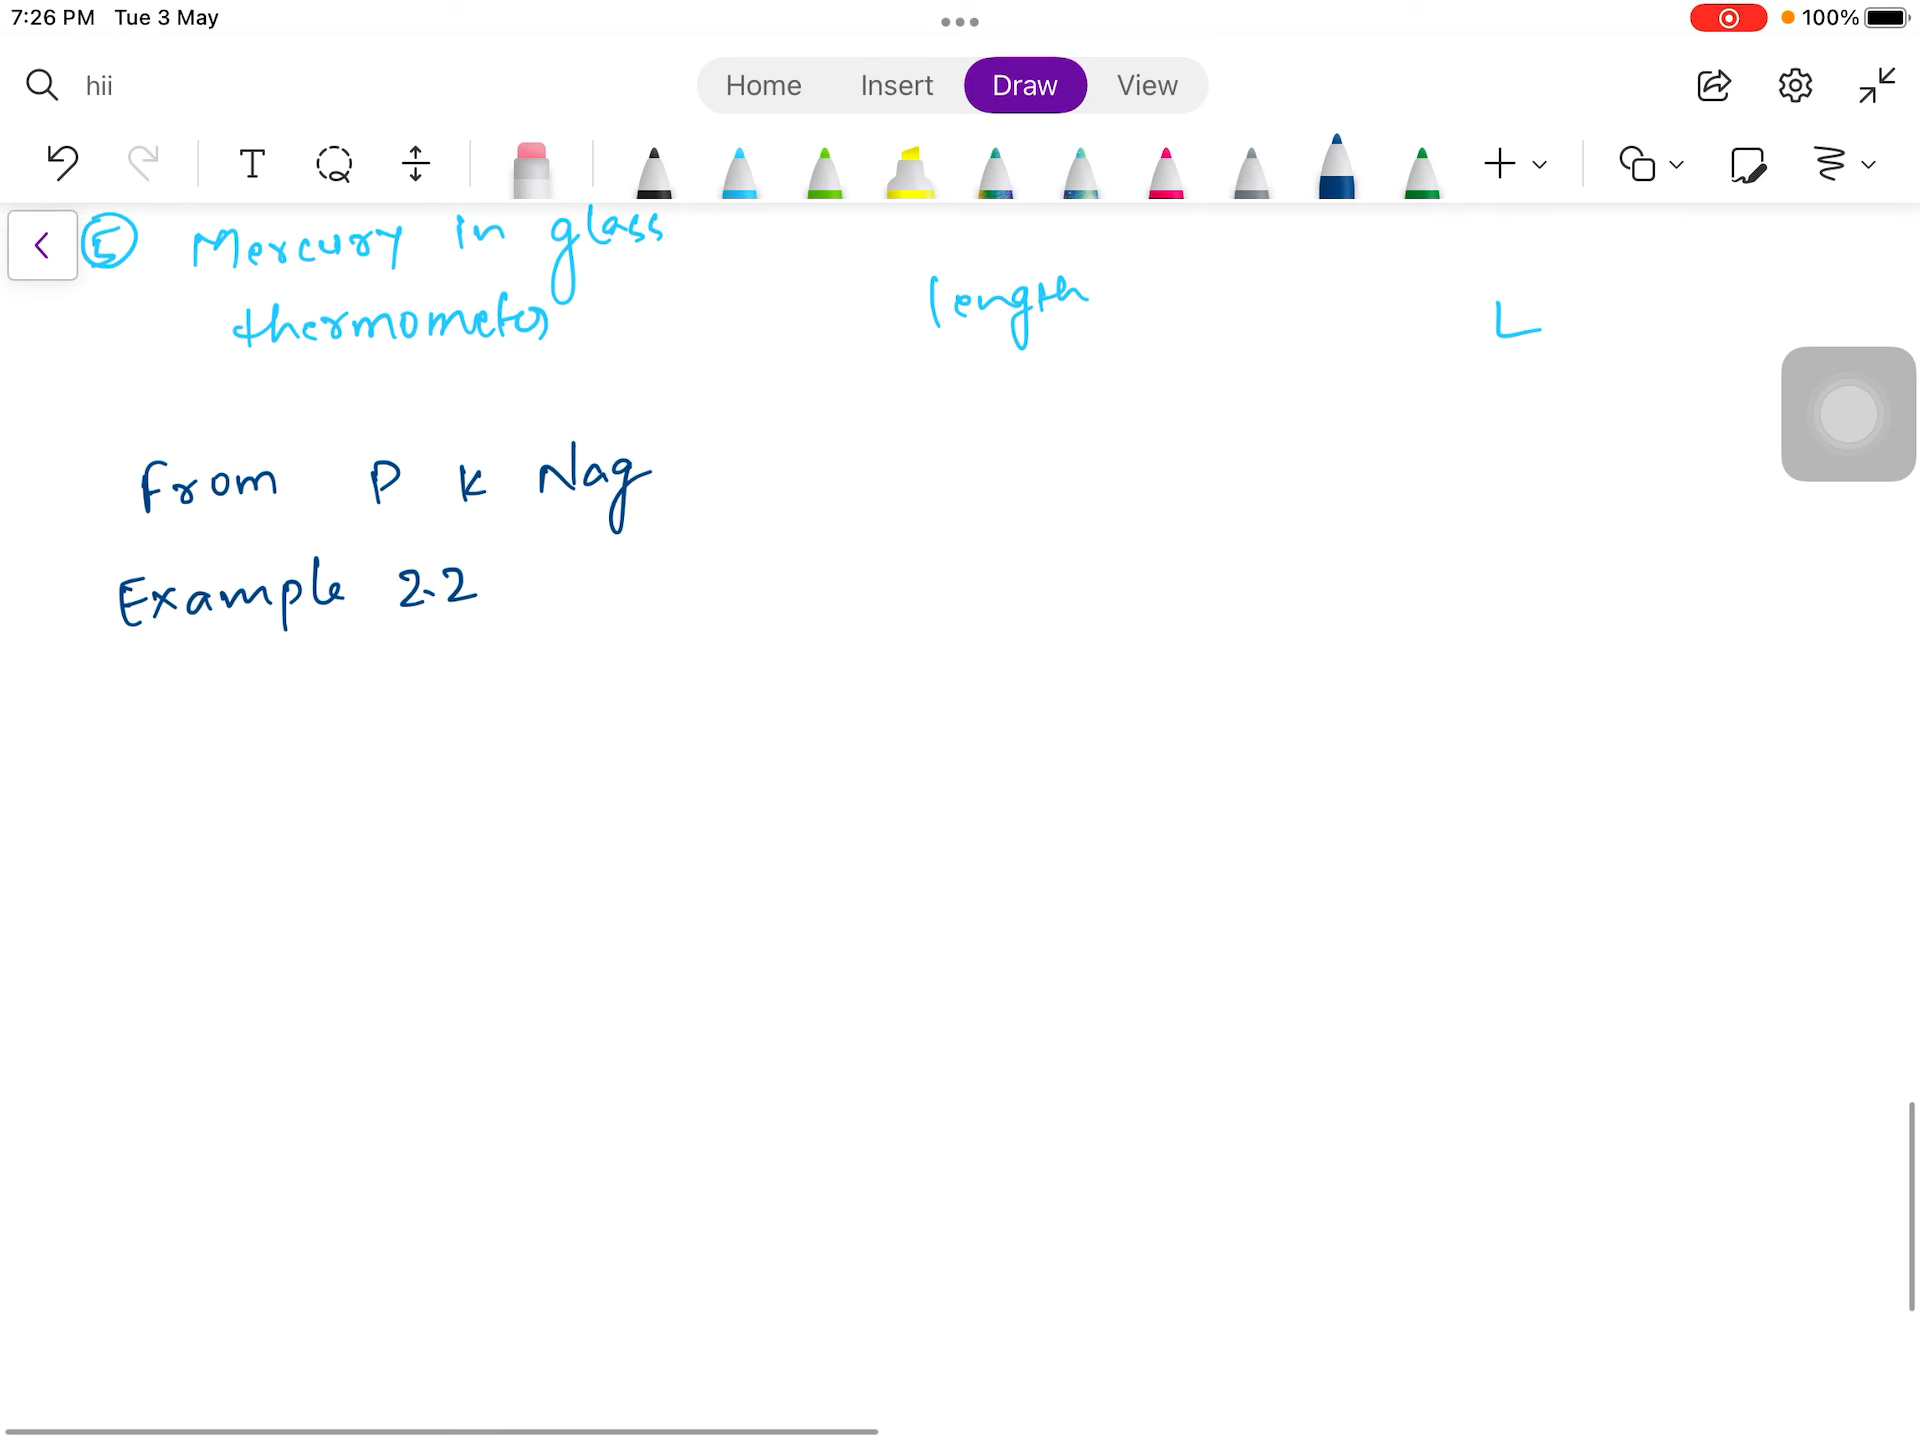 7:26 PM Tue 3 May
100%
hii
Home Insert Draw View
T
5 Mercury in glass
thermometer
length
L
From P K Nag
Example 2.2